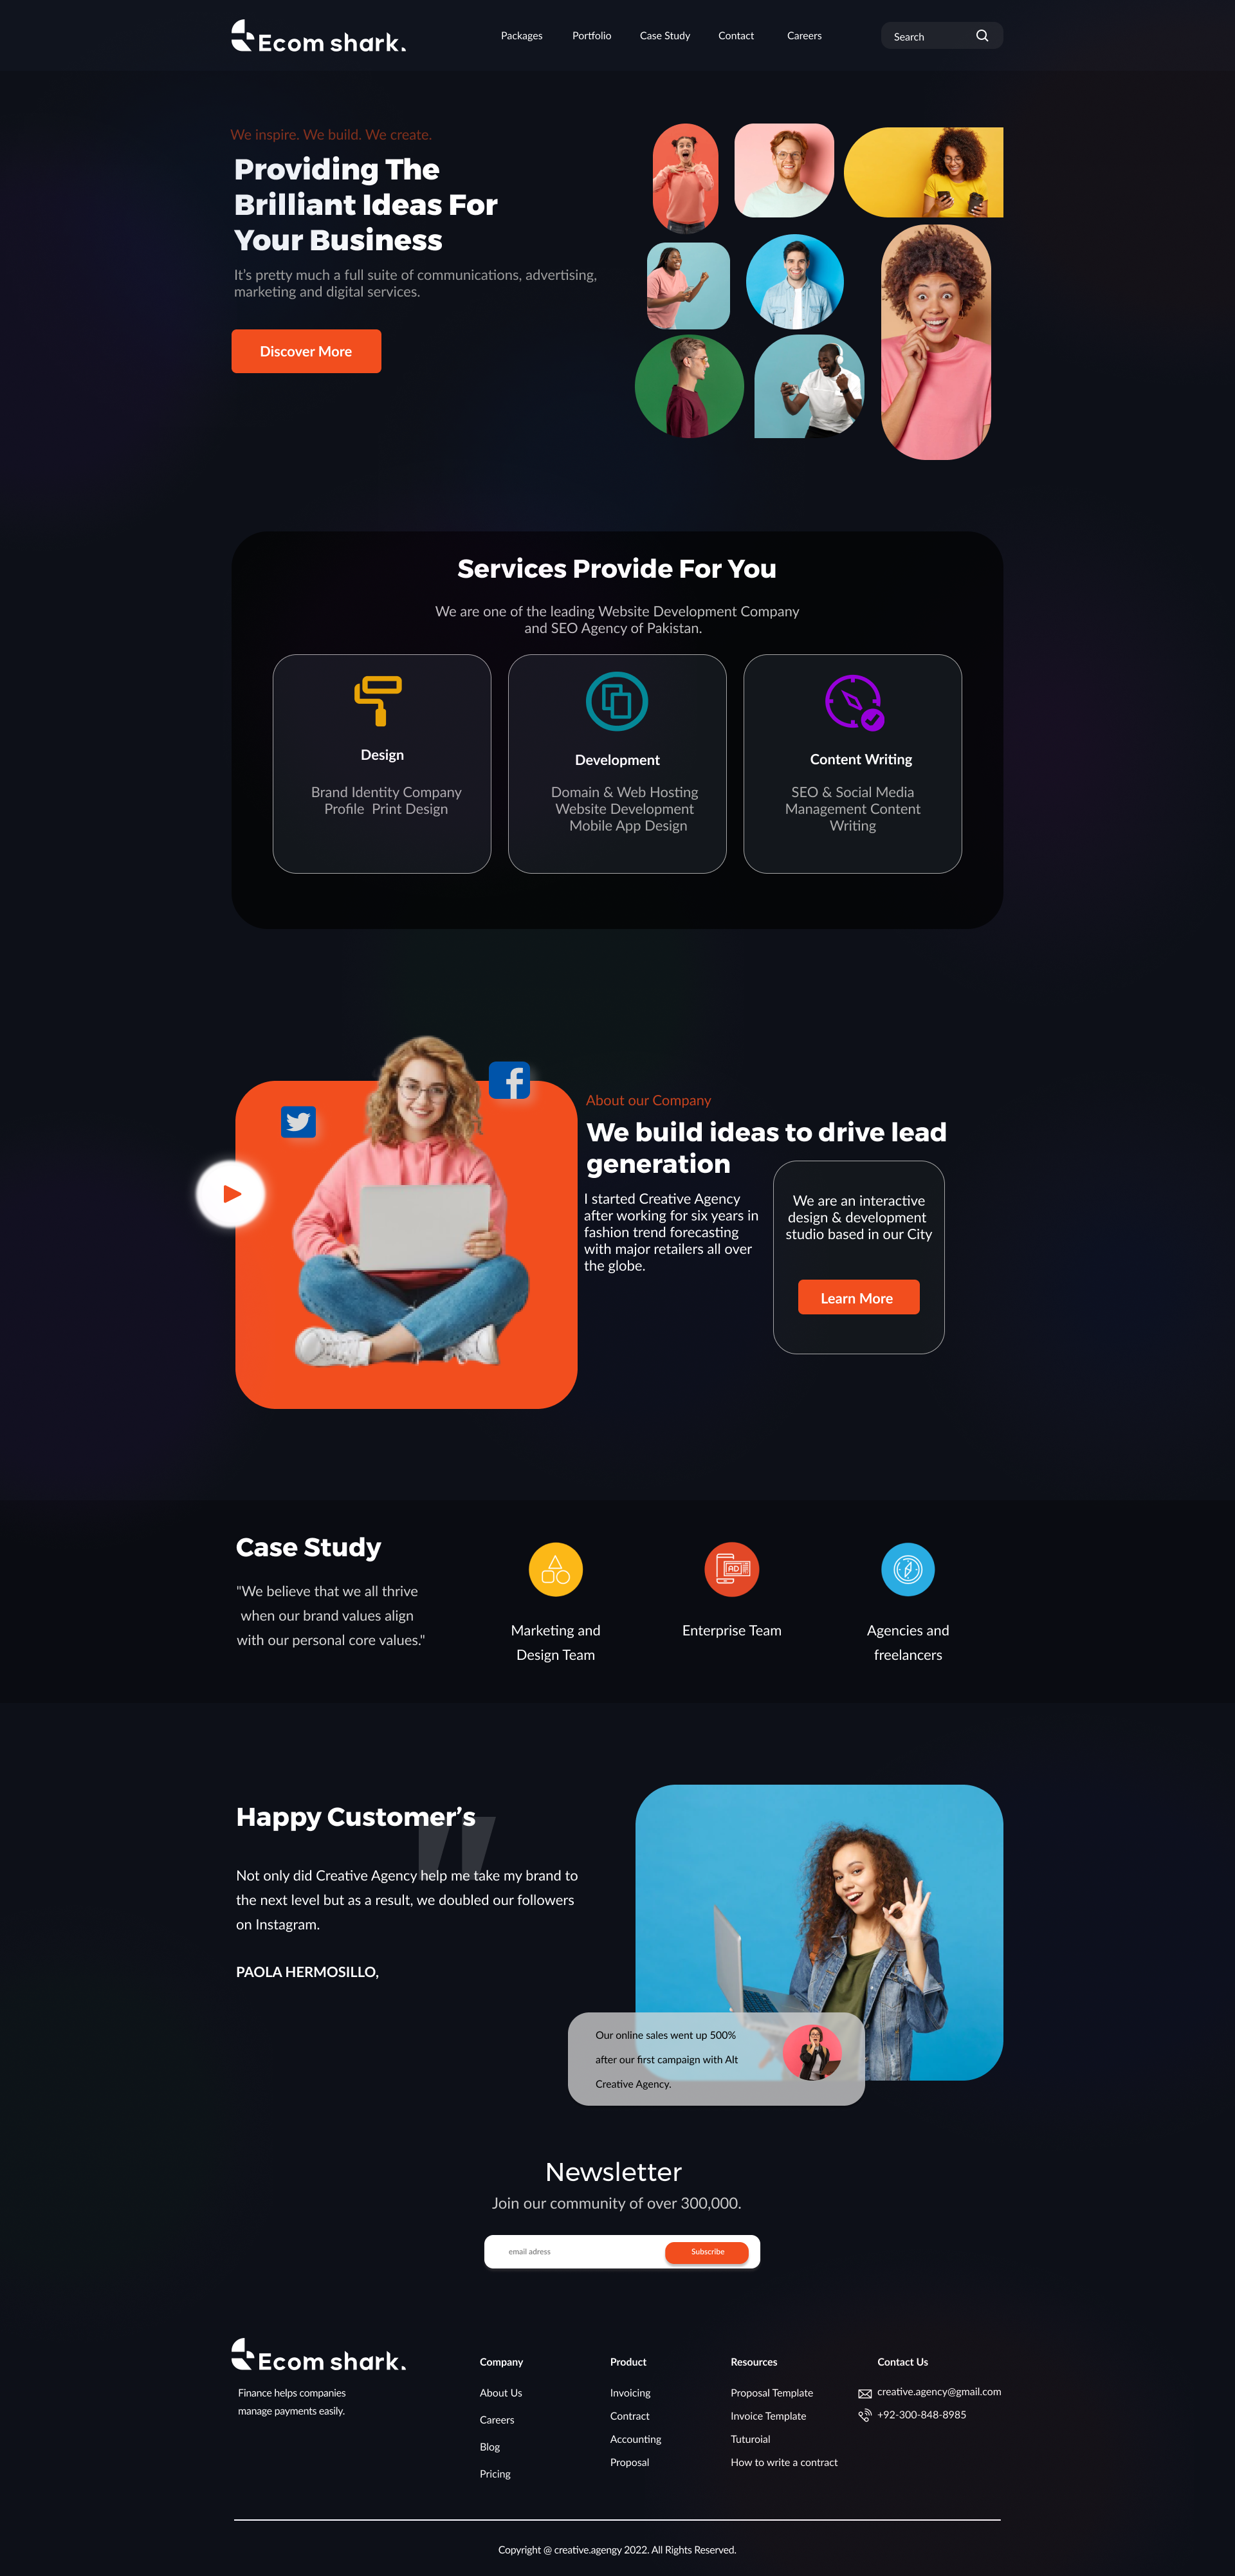 Ecom shark.
Packages
Portfolio
Case Study
Contact
Careers
Search
We inspire. We build. We create.
Providing The
Brilliant Ideas For
Your Business
It's pretty much a full suite of communications, advertising,
marketing and digital services.
Discover More
Services Provide For You
We are one of the leading Website Development Company
and SEO Agency of Pakistan.
Design
Brand Identity Company
Profile Print Design
Development
Domain & Web Hosting
Website Development
Mobile App Design
Content Writing
SEO & Social Media
Management Content
Writing
About our Company
We build ideas to drive lead
generation
I started Creative Agency
after working for six years in
fashion trend forecasting
with major retailers all over
the globe.
We are an interactive
design & development
studio based in our City
Learn More
Case Study
"We believe that we all thrive
when our brand values align
with our personal core values."
Marketing and
Design Team
AD
Enterprise Team
Agencies and
freelancers
Happy Customer's
"
Not only did Creative Agency help me take my brand to
the next level but as a result, we doubled our followers
on Instagram.
PAOLA HERMOSILLO,
Our online sales went up 500%
after our first campaign with Alt
Creative Agency.
Newsletter
Join our community of over 300,000.
email adress
Subscribe
Ecom shark.
Finance helps companies
manage payments easily.
Company
About Us
Careers
Blog
Pricing
Product
Invoicing
Contract
Accounting
Proposal
Resources
Proposal Template
Invoice Template
Tuturoial
How to write a contract
Contact Us
creative.agency@gmail.com
+92-300-848-8985
Copyright @ creative.agengy 2022. All Rights Reserved.